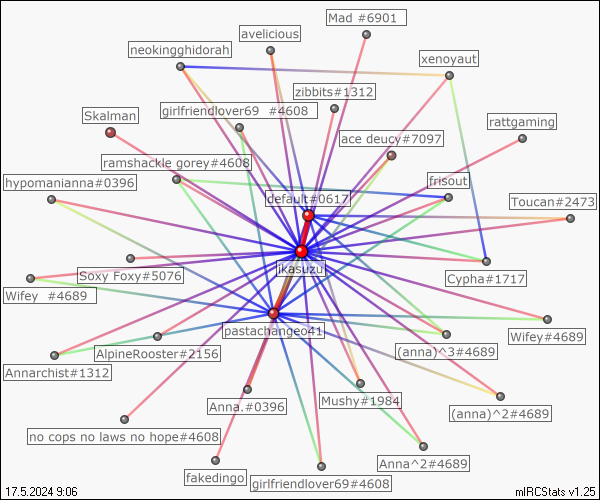 Mad #6901
avelicious
neokingghidorah
xenoyaut
zibbits#1312
girlfriendlover69 #4608
Skalman
rattgaming
ace deucy#7097
ramshackle gorey#4608
hypomanianna#0396
frisout
default#0617
Toucan#2473
jkasuzu
Soxy Foxy#5076
Cypha#1717
Wifey #4689
pastachangeo41
Wifey#4689
AlpineRooster#2156
(anna)^3#4689
Annarchist#1312
Mushy#1984
Anna.#0396
(anna)^2#4689
no cops no laws no hope#4608
Anna^2#4689
fakedingo
girlfriendlover69#4608
17.5.2024 9:06
mIRCStats v1.25